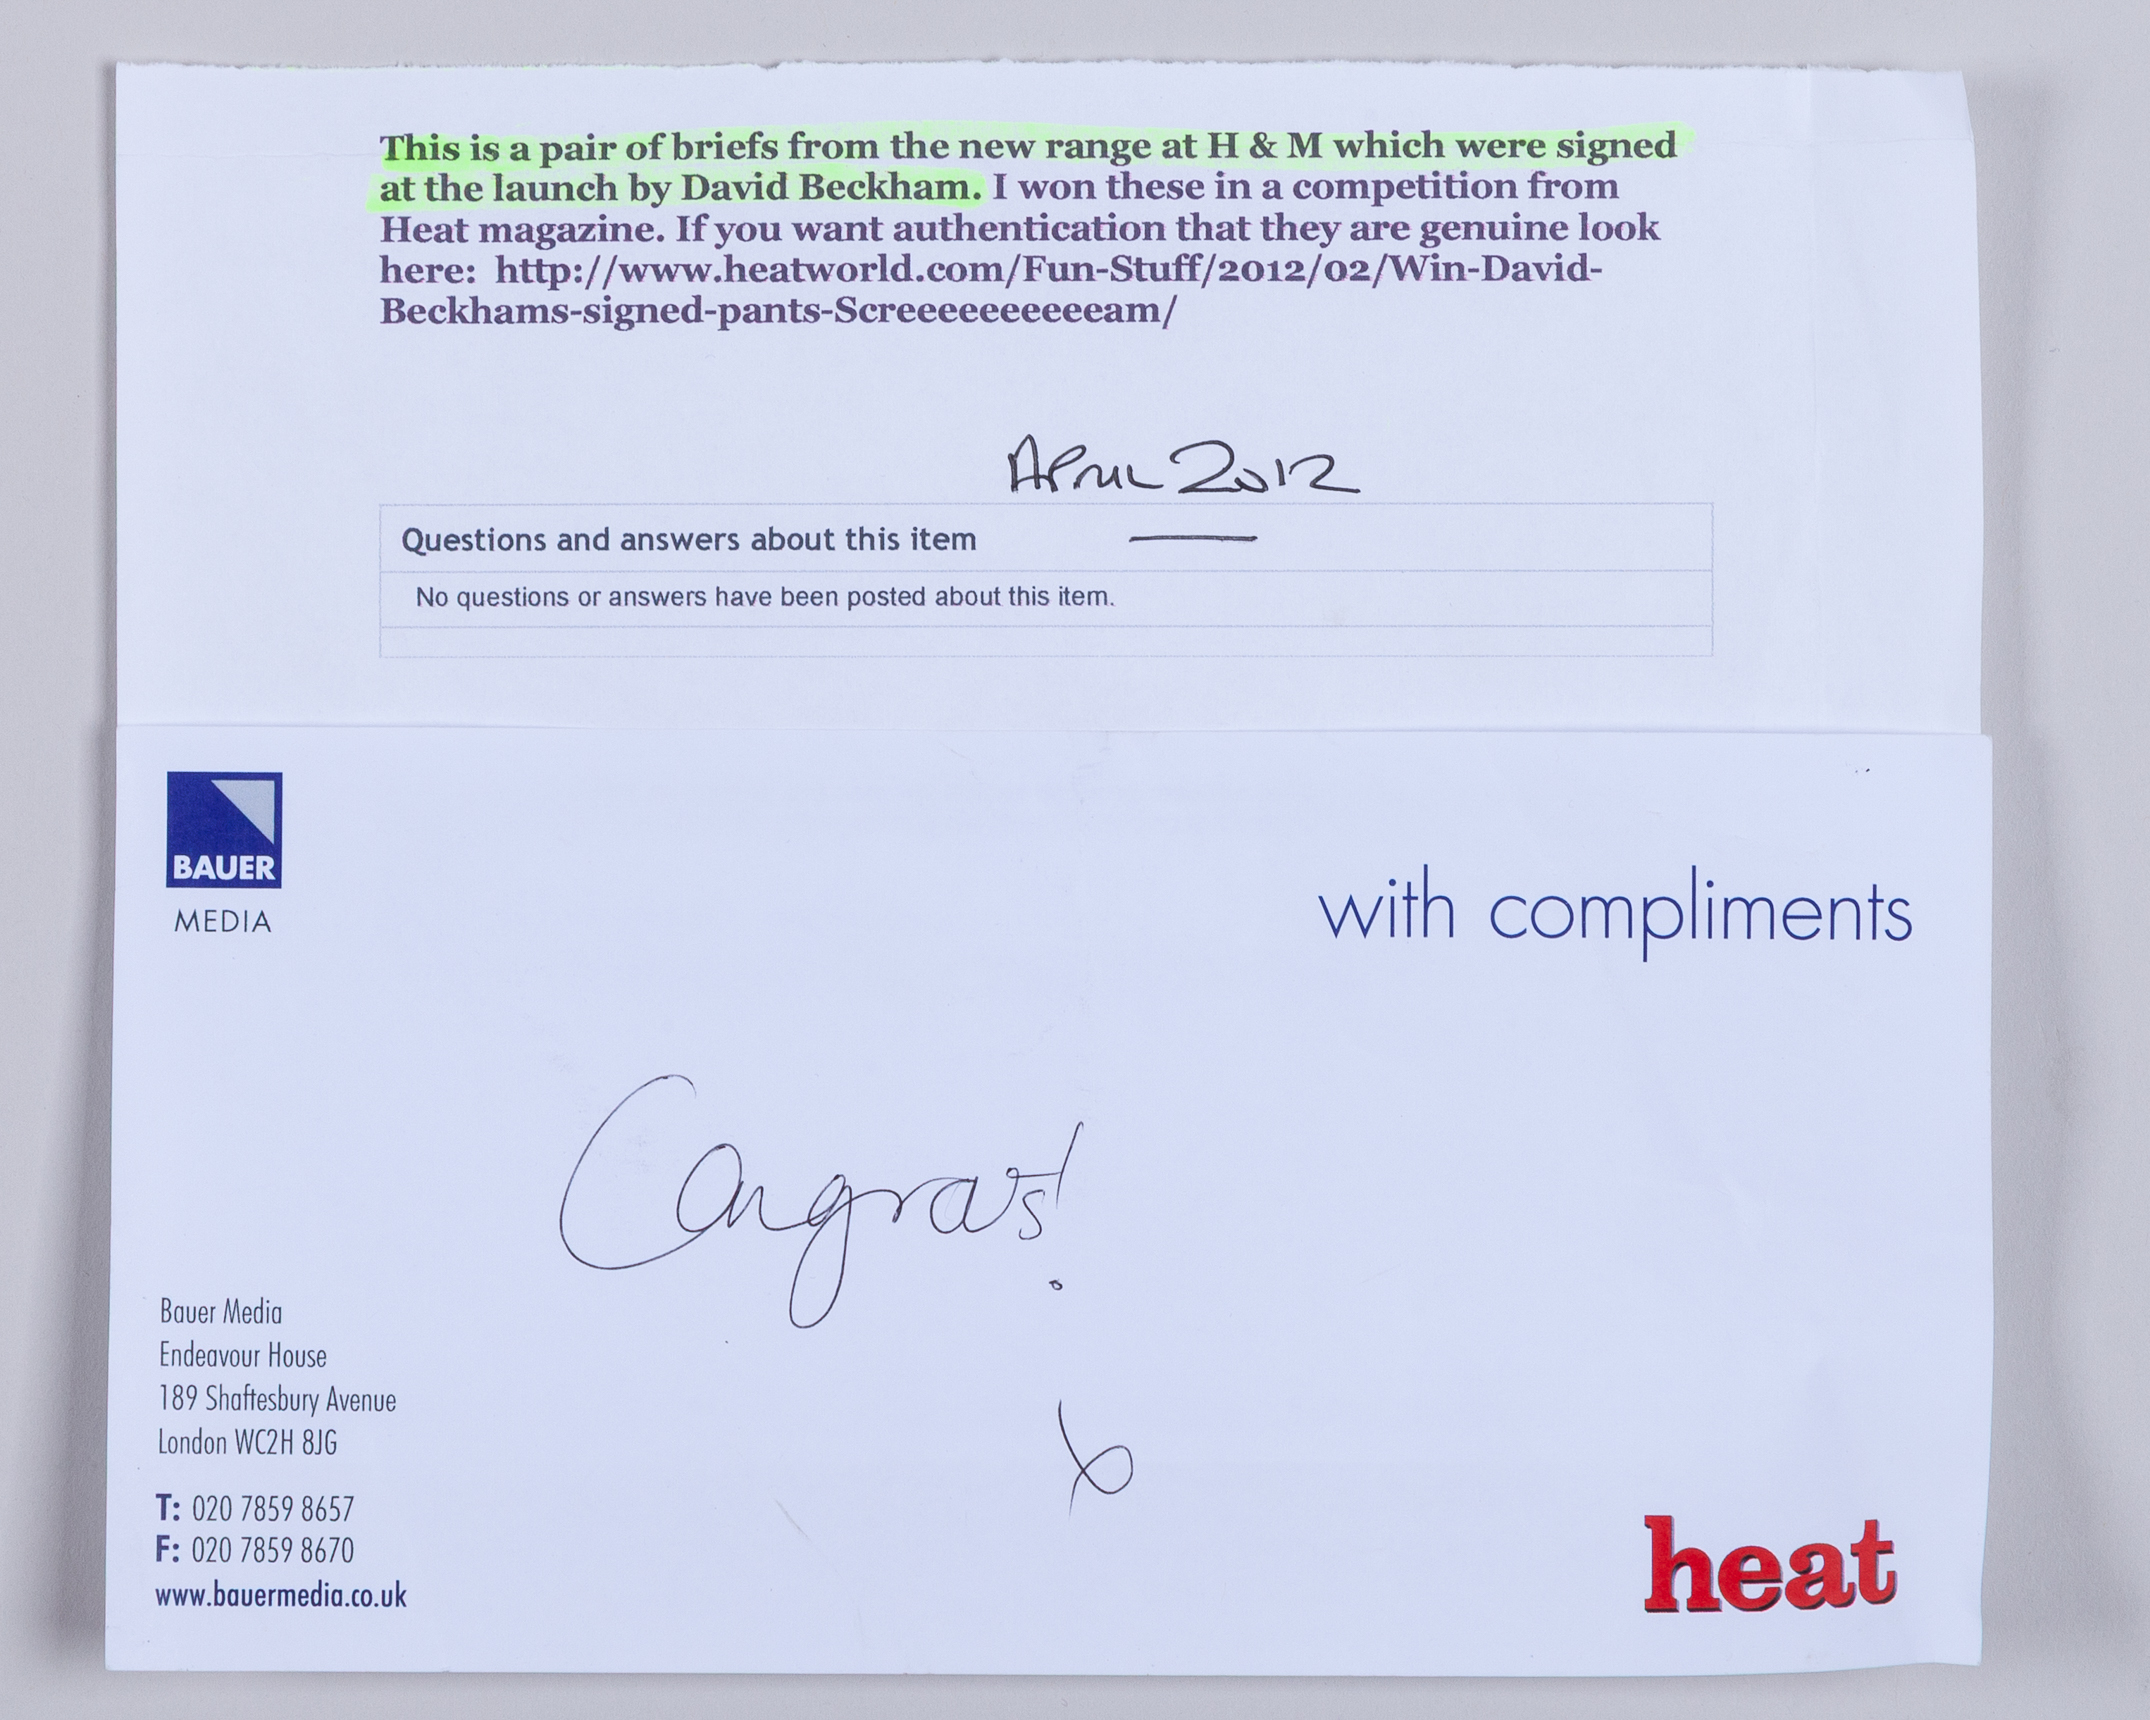 This is a pair of briefs from the new range at H & M which were signed
at the launch by David Beckham. I won these in a competition from
Heat magazine. If you want authentication that they are genuine look
here: http://www.heatworld.com/Fun-Stuff/2012/02/Win-David-
Beckhams-signed-pants-Screeeeeeeeeeeam/
APRIL 2012
Questions and answers about this item
No questions or answers have been posted about this item.
BAUER
MEDIA
with compliments
Congrats!
x
Bauer Media
Endeavour House
189 Shaftesbury Avenue
London WC2H 8JG
T: 020 7859 8657
F: 020 7859 8670
www.bauermedia.co.uk
heat